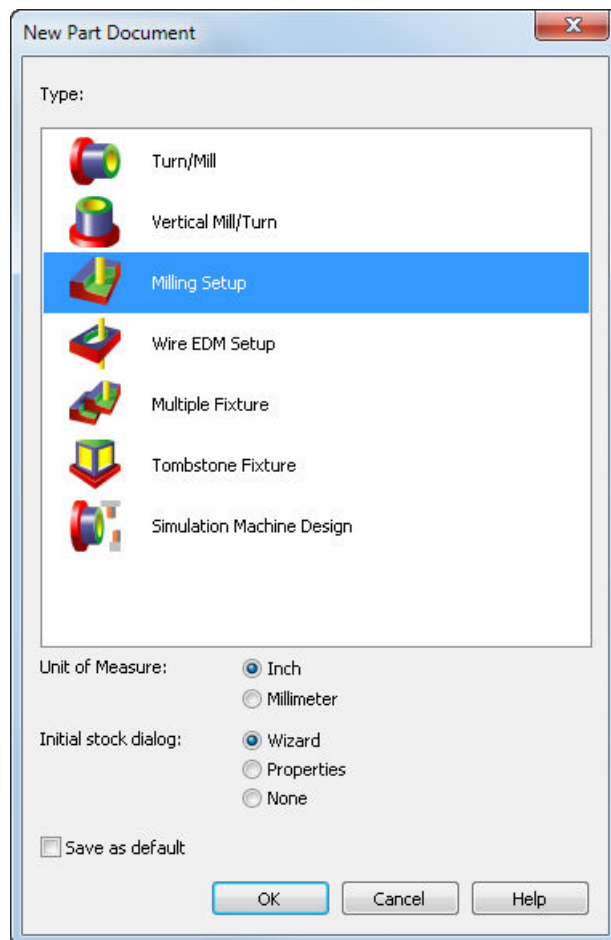 New Part Document
Type:
Turn/Mill
Vertical Mill/Turn
Milling Setup
Wire EDM Setup
Multiple Fixture
Tombstone Fixture
Simulation Machine Design
Unit of Measure: Inch
Millimeter
Initial stock dialog: Wizard
Properties
None
Save as default
OK Cancel Help